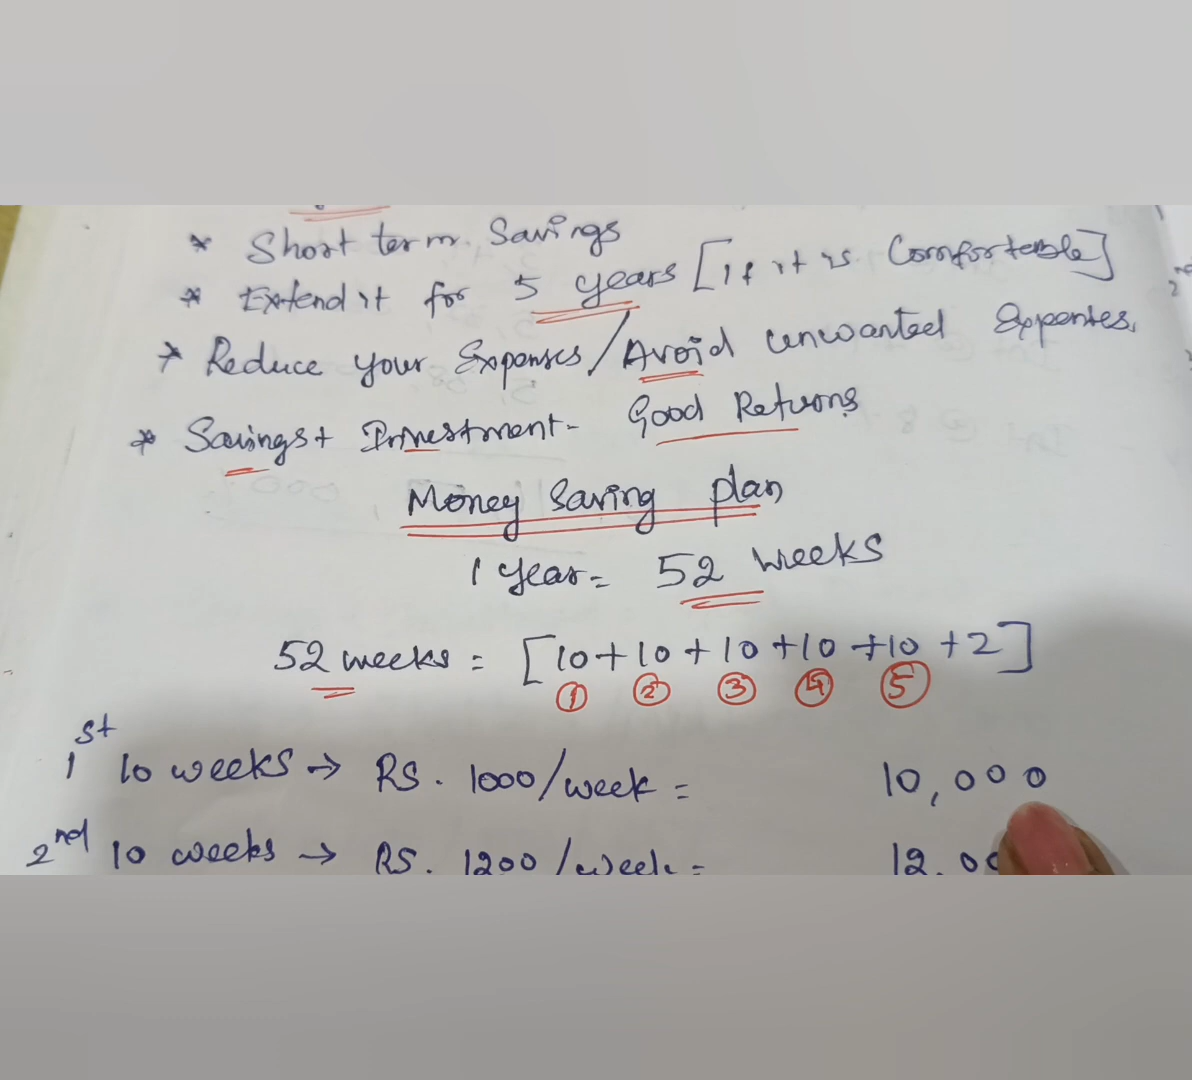 * Short term Savings
* Extend it for 5 years [if it is Comfortable]
* Reduce your Expenses / Avoid unwanted Expenses.
* Savings + Investment - Good Returns
Money Saving plan
1 year = 52 weeks
52 weeks = [10 + 10 + 10 + 10 + 10 + 2]
① ② ③ ④ ⑤
1st 10 weeks → RS. 1000/week = 10,000
2nd 10 weeks → RS. 1200/week = 12,00